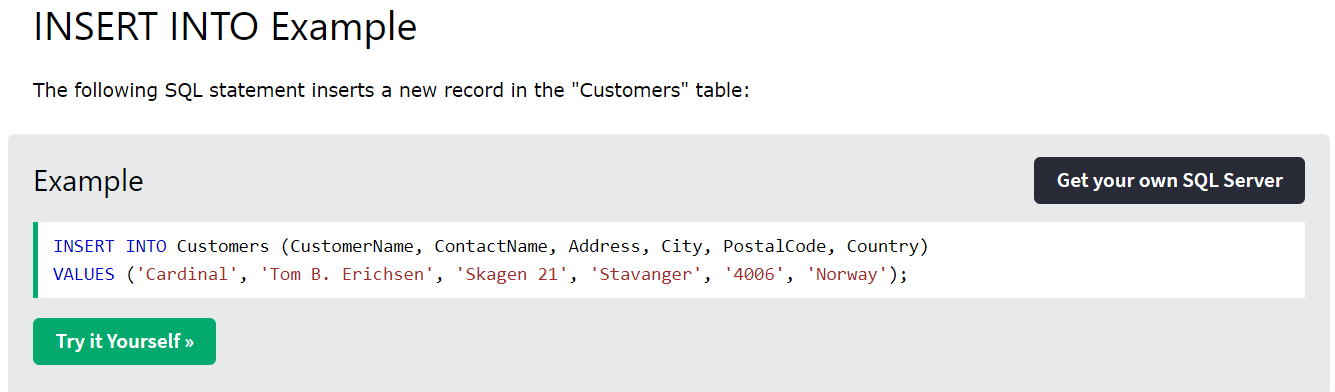 INSERT INTO Example
The following SQL statement inserts a new record in the "Customers" table:
Example
Get your own SQL Server
INSERT INTO Customers (CustomerName, ContactName, Address, City, PostalCode, Country)
VALUES ('Cardinal', 'Tom B. Erichsen', 'Skagen 21', 'Stavanger', '4006', 'Norway');
Try it Yourself »